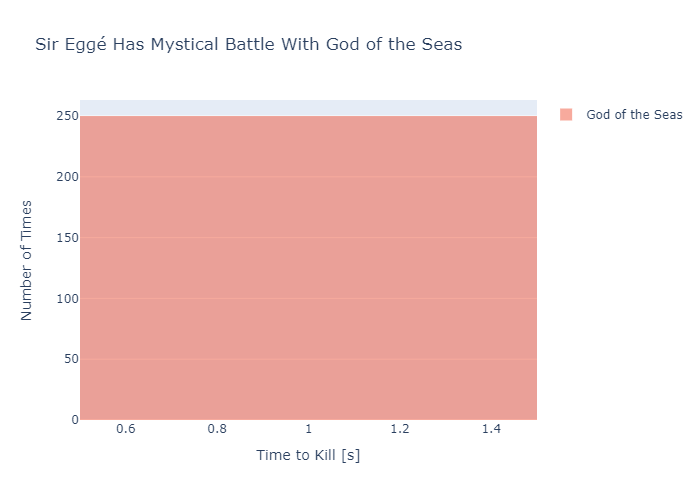 Sir Eggé Has Mystical Battle With God of the Seas
God of the Seas
250
200
150
100
50
0
Number of Times
0.6 0.8 1 1.2 1.4
Time to Kill [s]